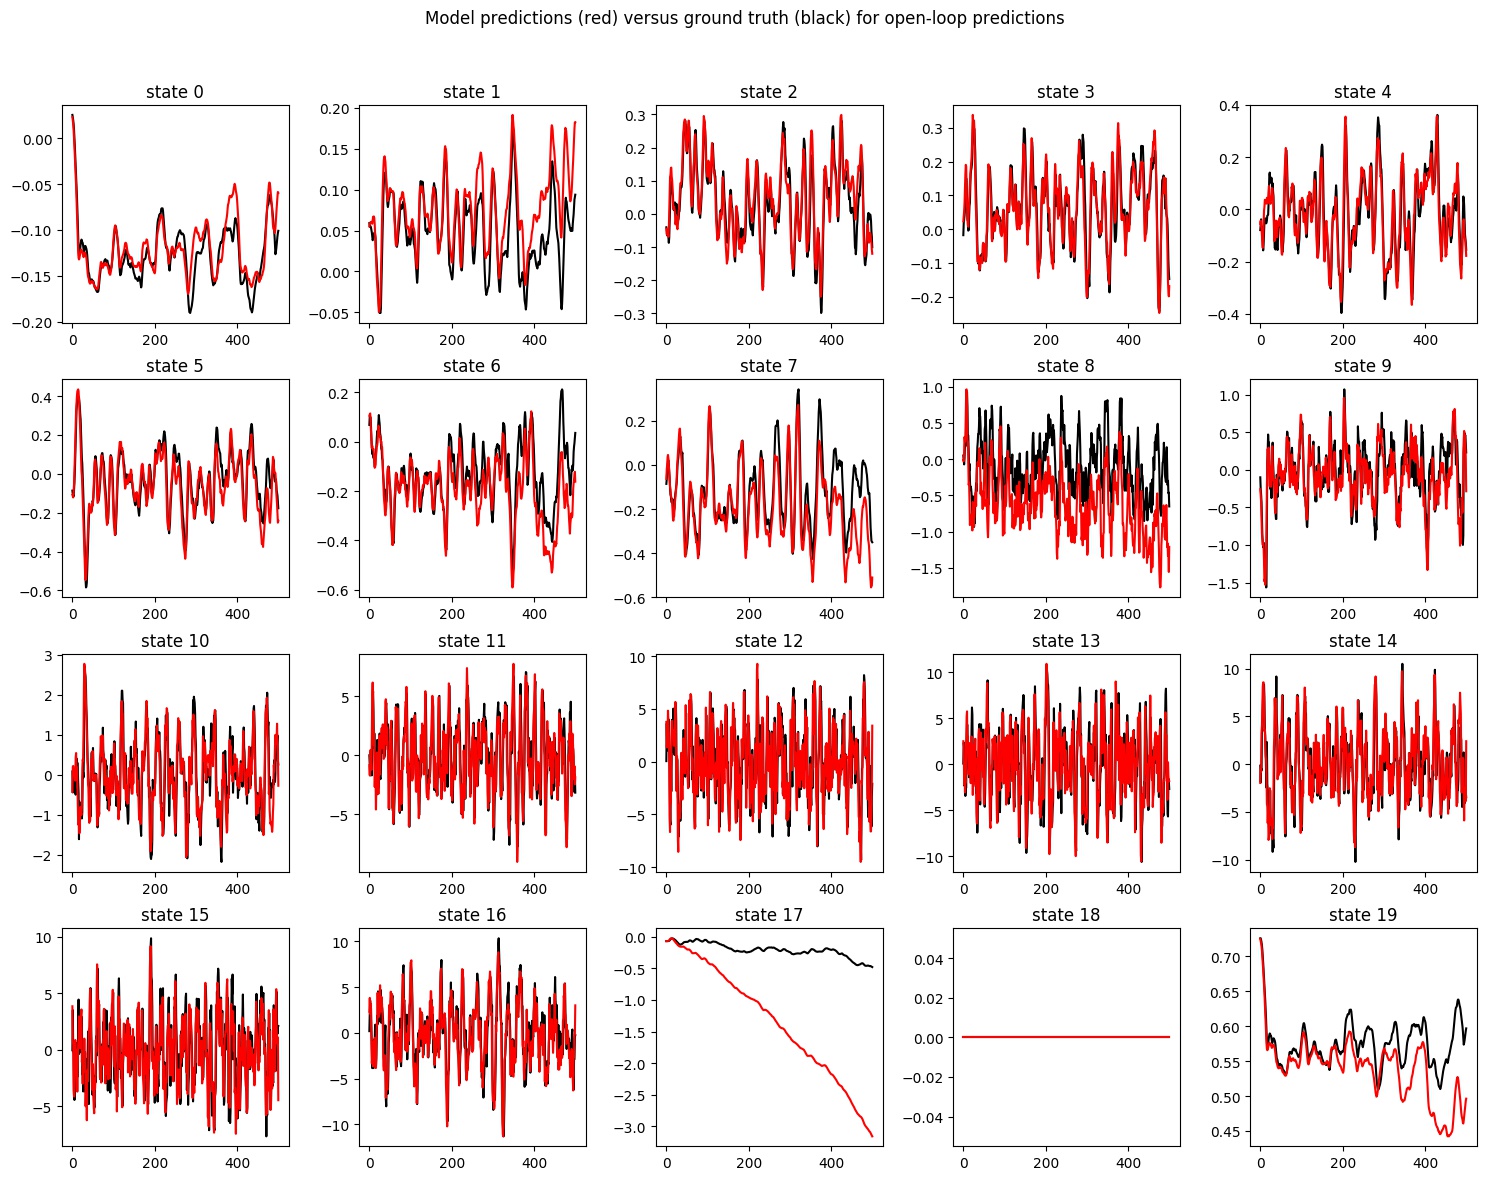 Model predictions (red) versus ground truth (black) for open-loop predictions
state 0 state 1 state 2 state 3 state 4
0.00 −0.05 −0.10 −0.15 −0.20
0 200 400
0.20 0.15 0.10 0.05 0.00 −0.05
0 200 400
0.3 0.2 0.1 0.0 −0.1 −0.2 −0.3
0 200 400
0.3 0.2 0.1 0.0 −0.1 −0.2
0 200 400
0.4 0.2 0.0 −0.2 −0.4
0 200 400
state 5 state 6 state 7 state 8 state 9
0.4 0.2 0.0 −0.2 −0.4 −0.6
0 200 400
0.2 0.0 −0.2 −0.4 −0.6
0 200 400
0.2 0.0 −0.2 −0.4 −0.6
0 200 400
1.0 0.5 0.0 −0.5 −1.0 −1.5
0 200 400
1.0 0.5 0.0 −0.5 −1.0 −1.5
0 200 400
state 10 state 11 state 12 state 13 state 14
3 2 1 0 −1 −2
0 200 400
5 0 −5
0 200 400
10 5 0 −5 −10
0 200 400
10 5 0 −5 −10
0 200 400
10 5 0 −5 −10
0 200 400
state 15 state 16 state 17 state 18 state 19
10 5 0 −5
0 200 400
10 5 0 −5 −10
0 200 400
0.0 −0.5 −1.0 −1.5 −2.0 −2.5 −3.0
0 200 400
0.04 0.02 0.00 −0.02 −0.04
0 200 400
0.70 0.65 0.60 0.55 0.50 0.45
0 200 400